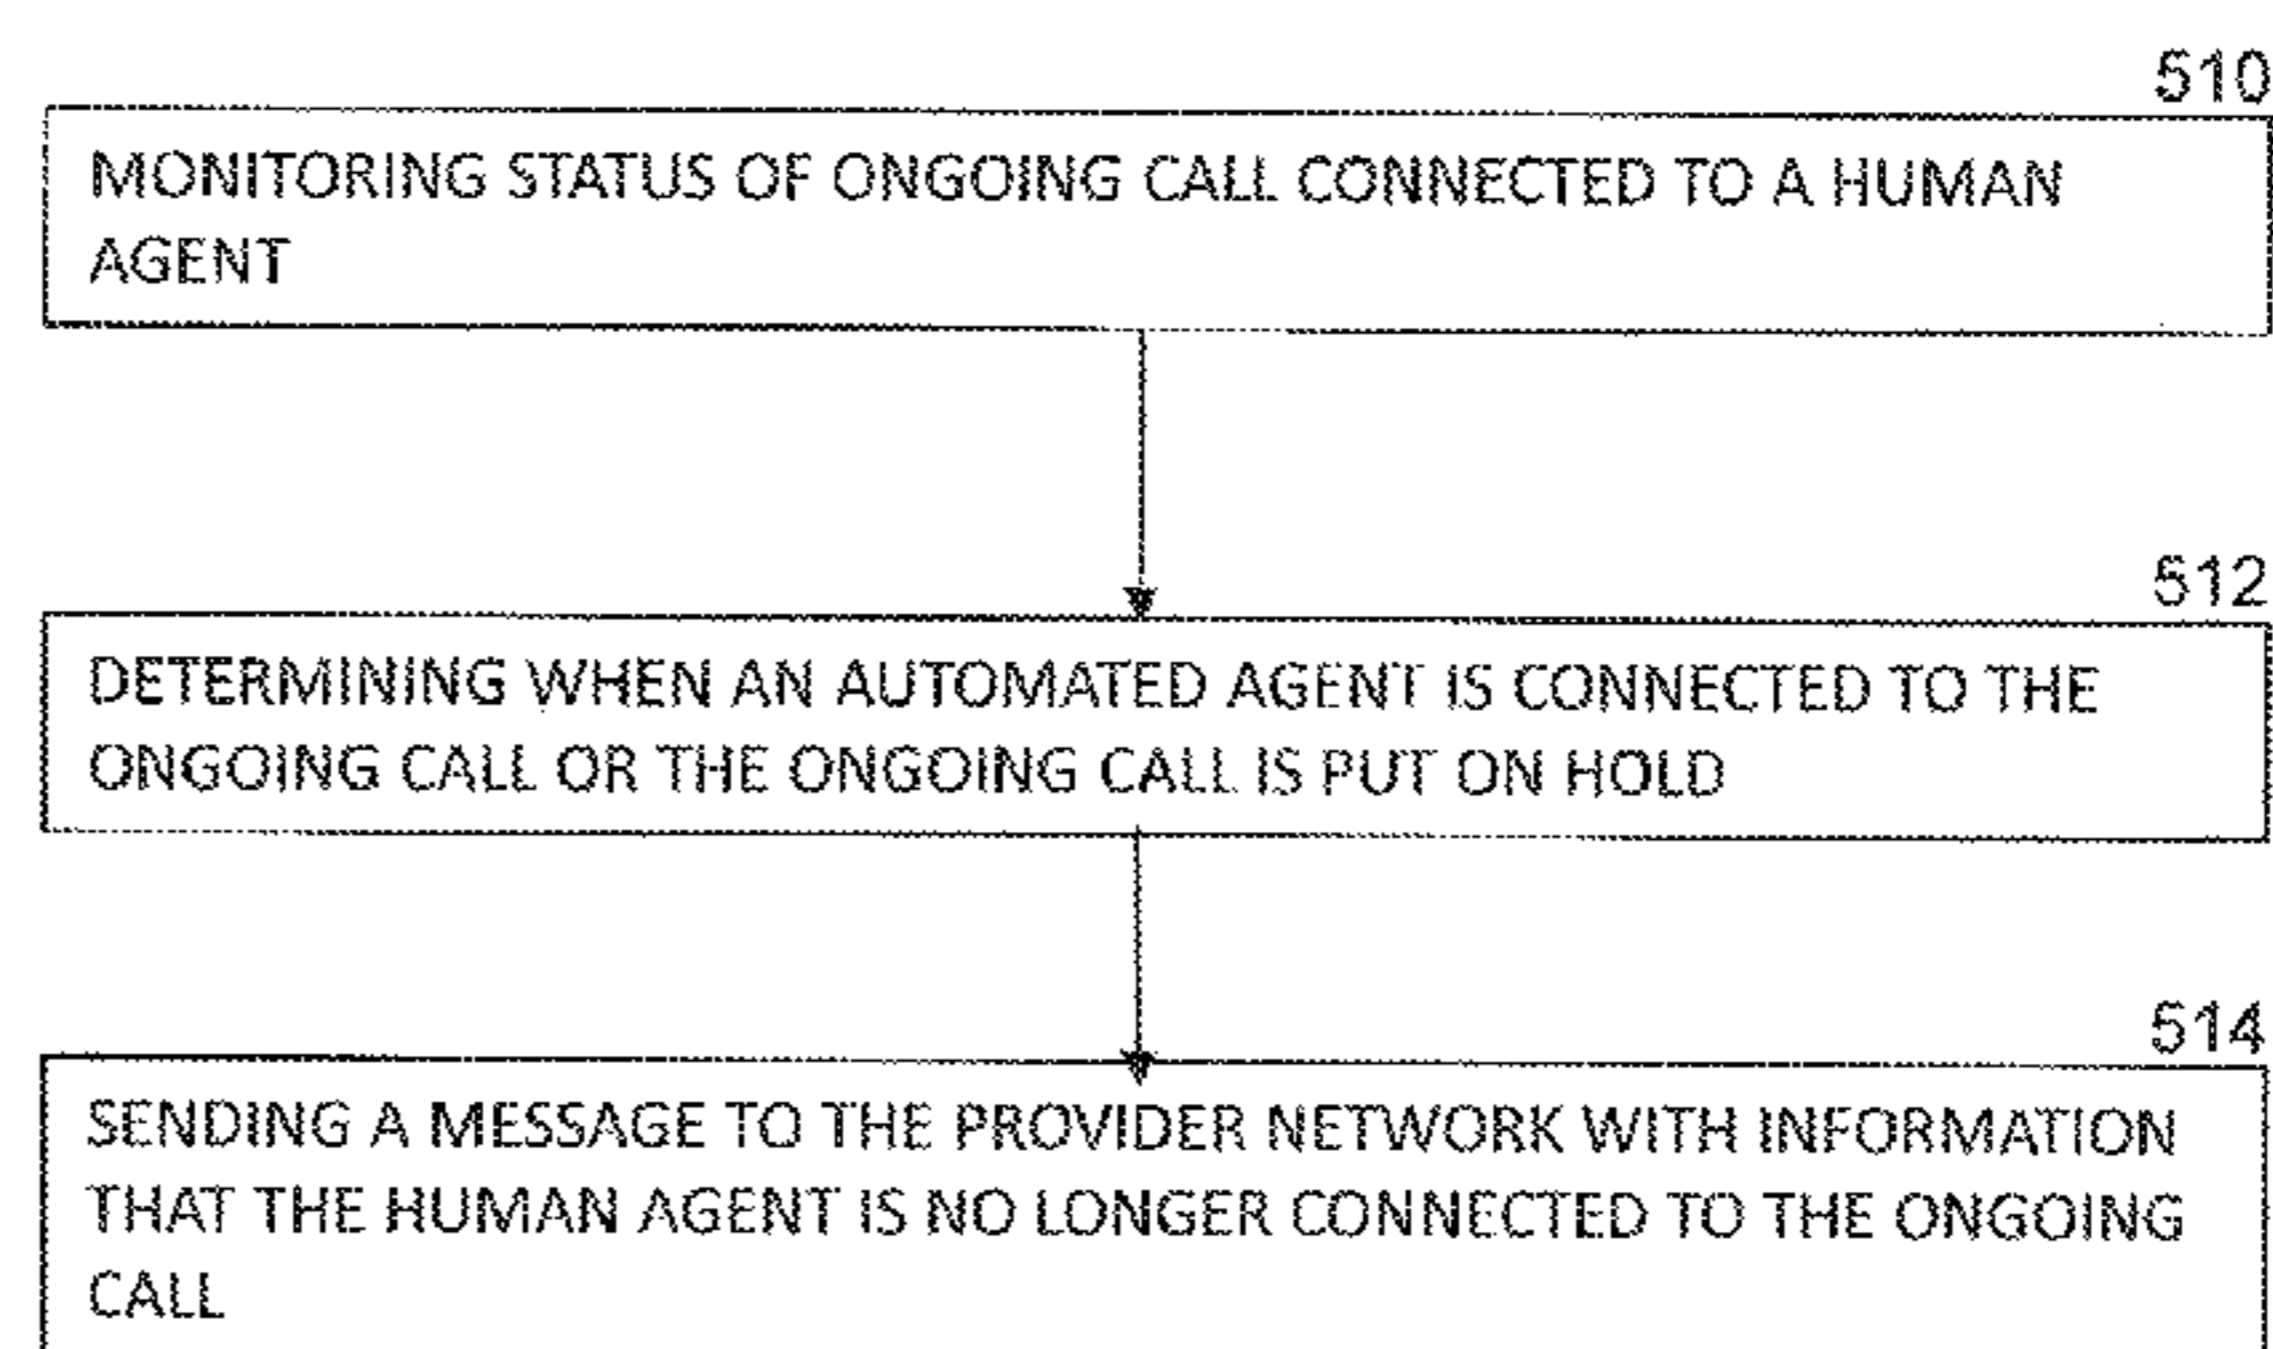 510
MONITORING STATUS OF ONGOING CALL CONNECTED TO A HUMAN
AGENT
512
DETERMINING WHEN AN AUTOMATED AGENT IS CONNECTED TO THE
ONGOING CALL OR THE ONGOING CALL IS PUT ON HOLD
514
SENDING A MESSAGE TO THE PROVIDER NETWORK WITH INFORMATION
THAT THE HUMAN AGENT IS NO LONGER CONNECTED TO THE ONGOING
CALL